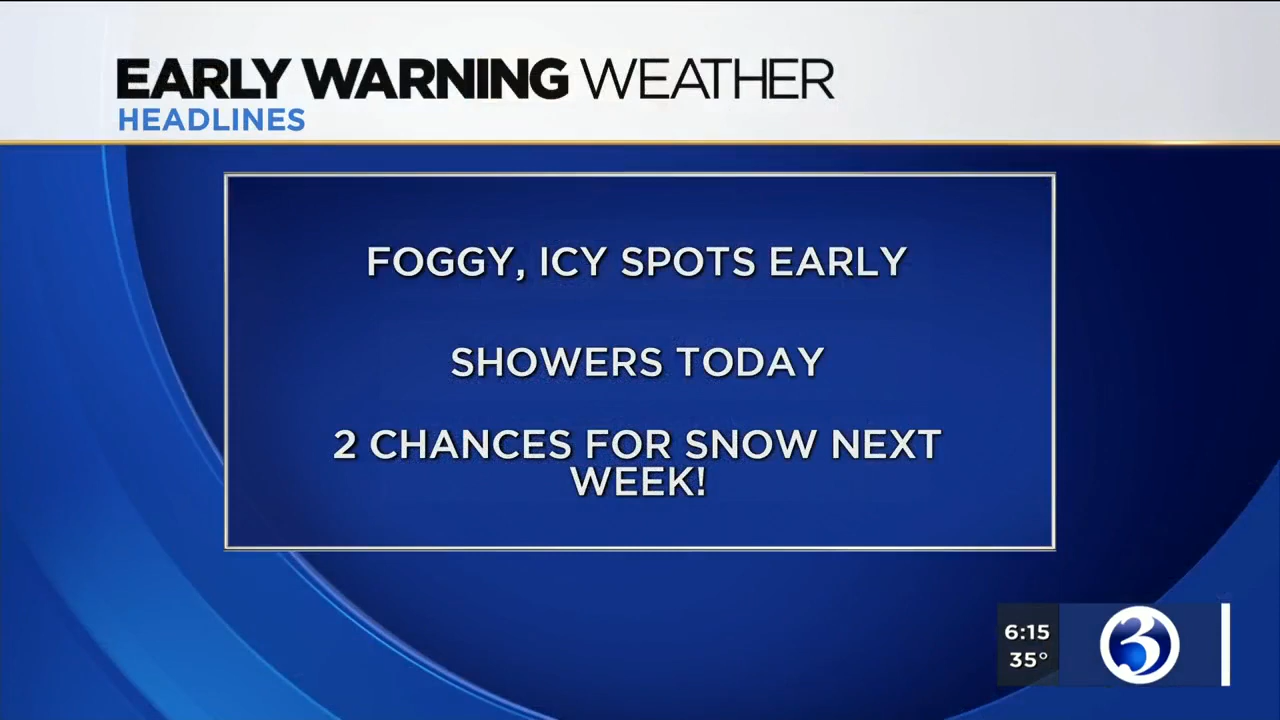 EARLY WARNING WEATHER
HEADLINES
FOGGY, ICY SPOTS EARLY
SHOWERS TODAY
2 CHANCES FOR SNOW NEXT
WEEK!
6:15
35°
3